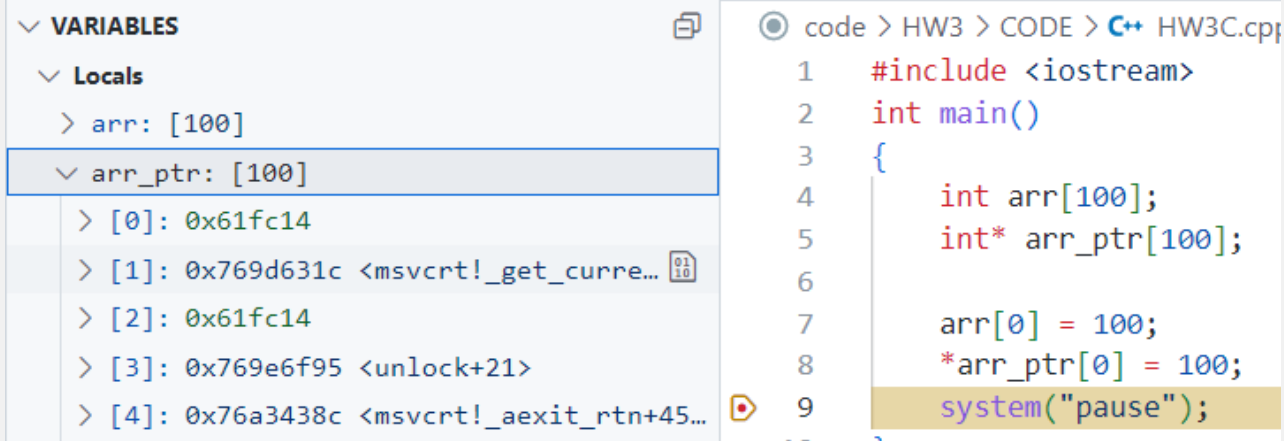 VARIABLES
Locals
arr: [100]
arr_ptr: [100]
[0]: 0x61fc14
[1]: 0x769d631c <msvcrt!_get_curre…
[2]: 0x61fc14
[3]: 0x769e6f95 <unlock+21>
[4]: 0x76a3438c <msvcrt!_aexit_rtn+45…
code > HW3 > CODE > C++ HW3C.cpp
1 #include <iostream>
2 int main()
3 {
4 int arr[100];
5 int* arr_ptr[100];
6
7 arr[0] = 100;
8 *arr_ptr[0] = 100;
9 system("pause");